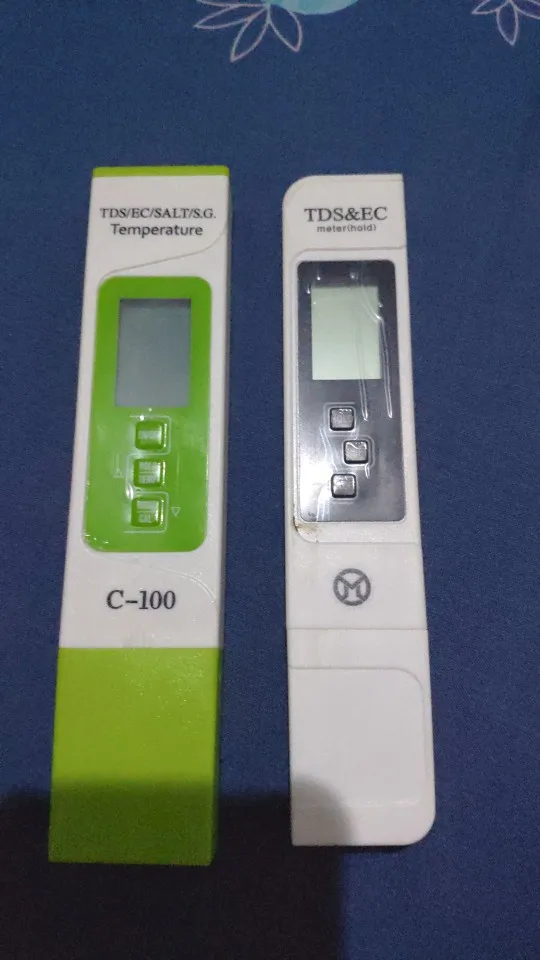 TDS/EC/SALT/S.G.
Temperature
C-100
TDS&EC
meter(hold)